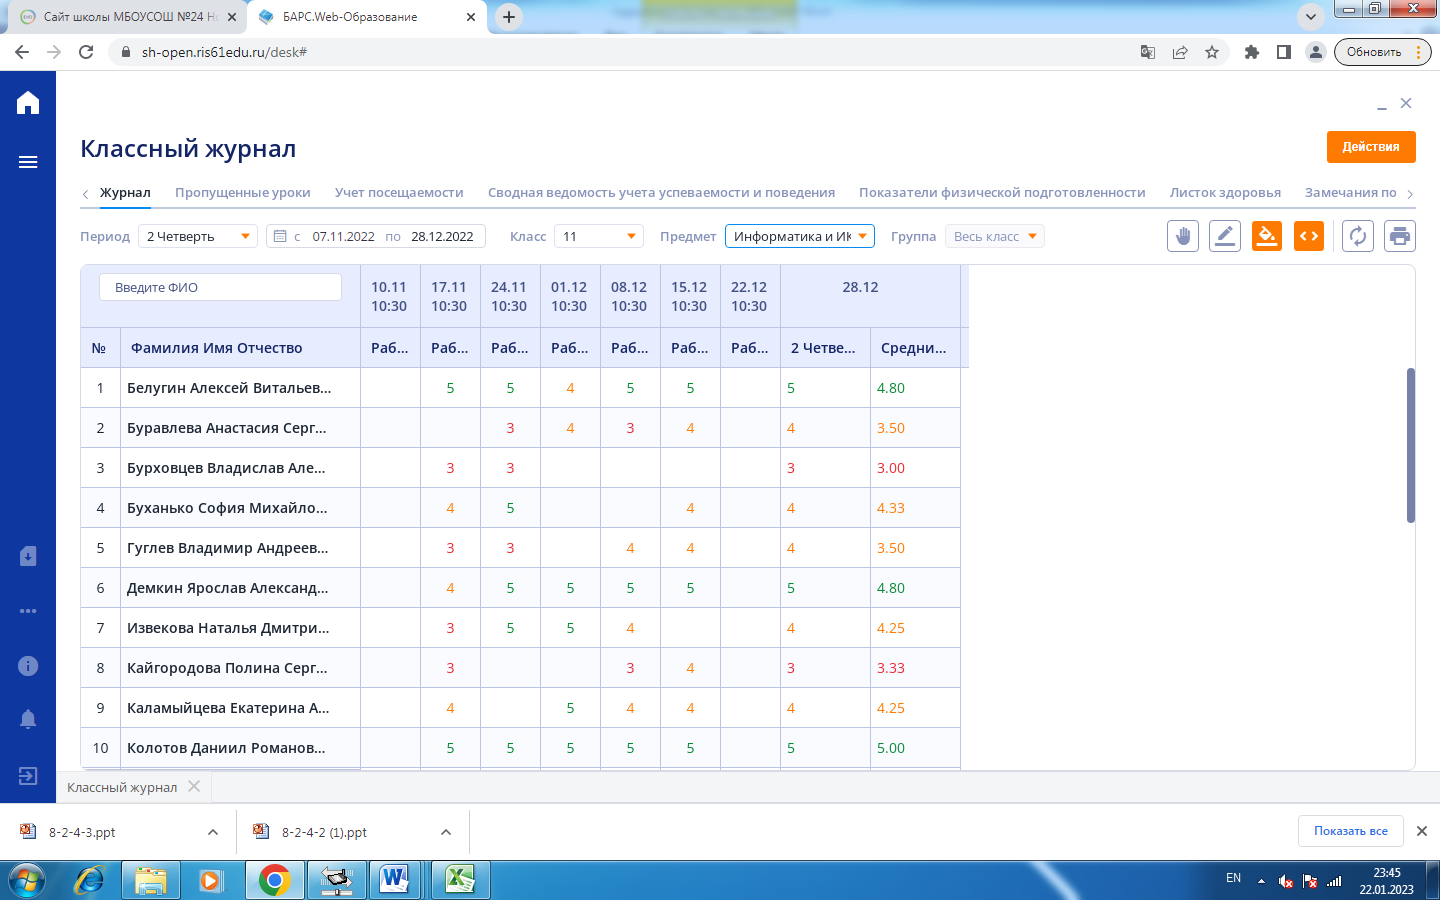 Сайт школы МБОУСОШ №24 Но
БАРС.Web-Образование
sh-open.ris61edu.ru/desk#
Обновить
Классный журнал
Действия
Журнал Пропущенные уроки Учет посещаемости Сводная ведомость учета успеваемости и поведения Показатели физической подготовленности Листок здоровья Замечания по
Период 2 Четверть с 07.11.2022 по 28.12.2022 Класс 11 Предмет Информатика и ИК Группа Весь класс
Введите ФИО 10.11 17.11 24.11 01.12 08.12 15.12 22.12 28.12
10:30 10:30 10:30 10:30 10:30 10:30 10:30
№ Фамилия Имя Отчество Раб... Раб... Раб... Раб... Раб... Раб... Раб... 2 Четве... Средни...
1 Белугин Алексей Витальев... 5 5 4 5 5 5 4.80
2 Буравлева Анастасия Серг... 3 4 3 4 4 3.50
3 Бурховцев Владислав Але... 3 3 3 3.00
4 Буханько София Михайло... 4 5 4 4 4.33
5 Гуглев Владимир Андреев... 3 3 4 4 4 3.50
6 Демкин Ярослав Александ... 4 5 5 5 5 5 4.80
7 Извекова Наталья Дмитри... 3 5 5 4 4 4.25
8 Кайгородова Полина Серг... 3 3 4 3 3.33
9 Каламыйцева Екатерина А... 4 5 4 4 4 4.25
10 Колотов Даниил Романов... 5 5 5 5 5 5 5.00
Классный журнал
8-2-4-3.ppt
8-2-4-2 (1).ppt
Показать все
EN
23:45
22.01.2023